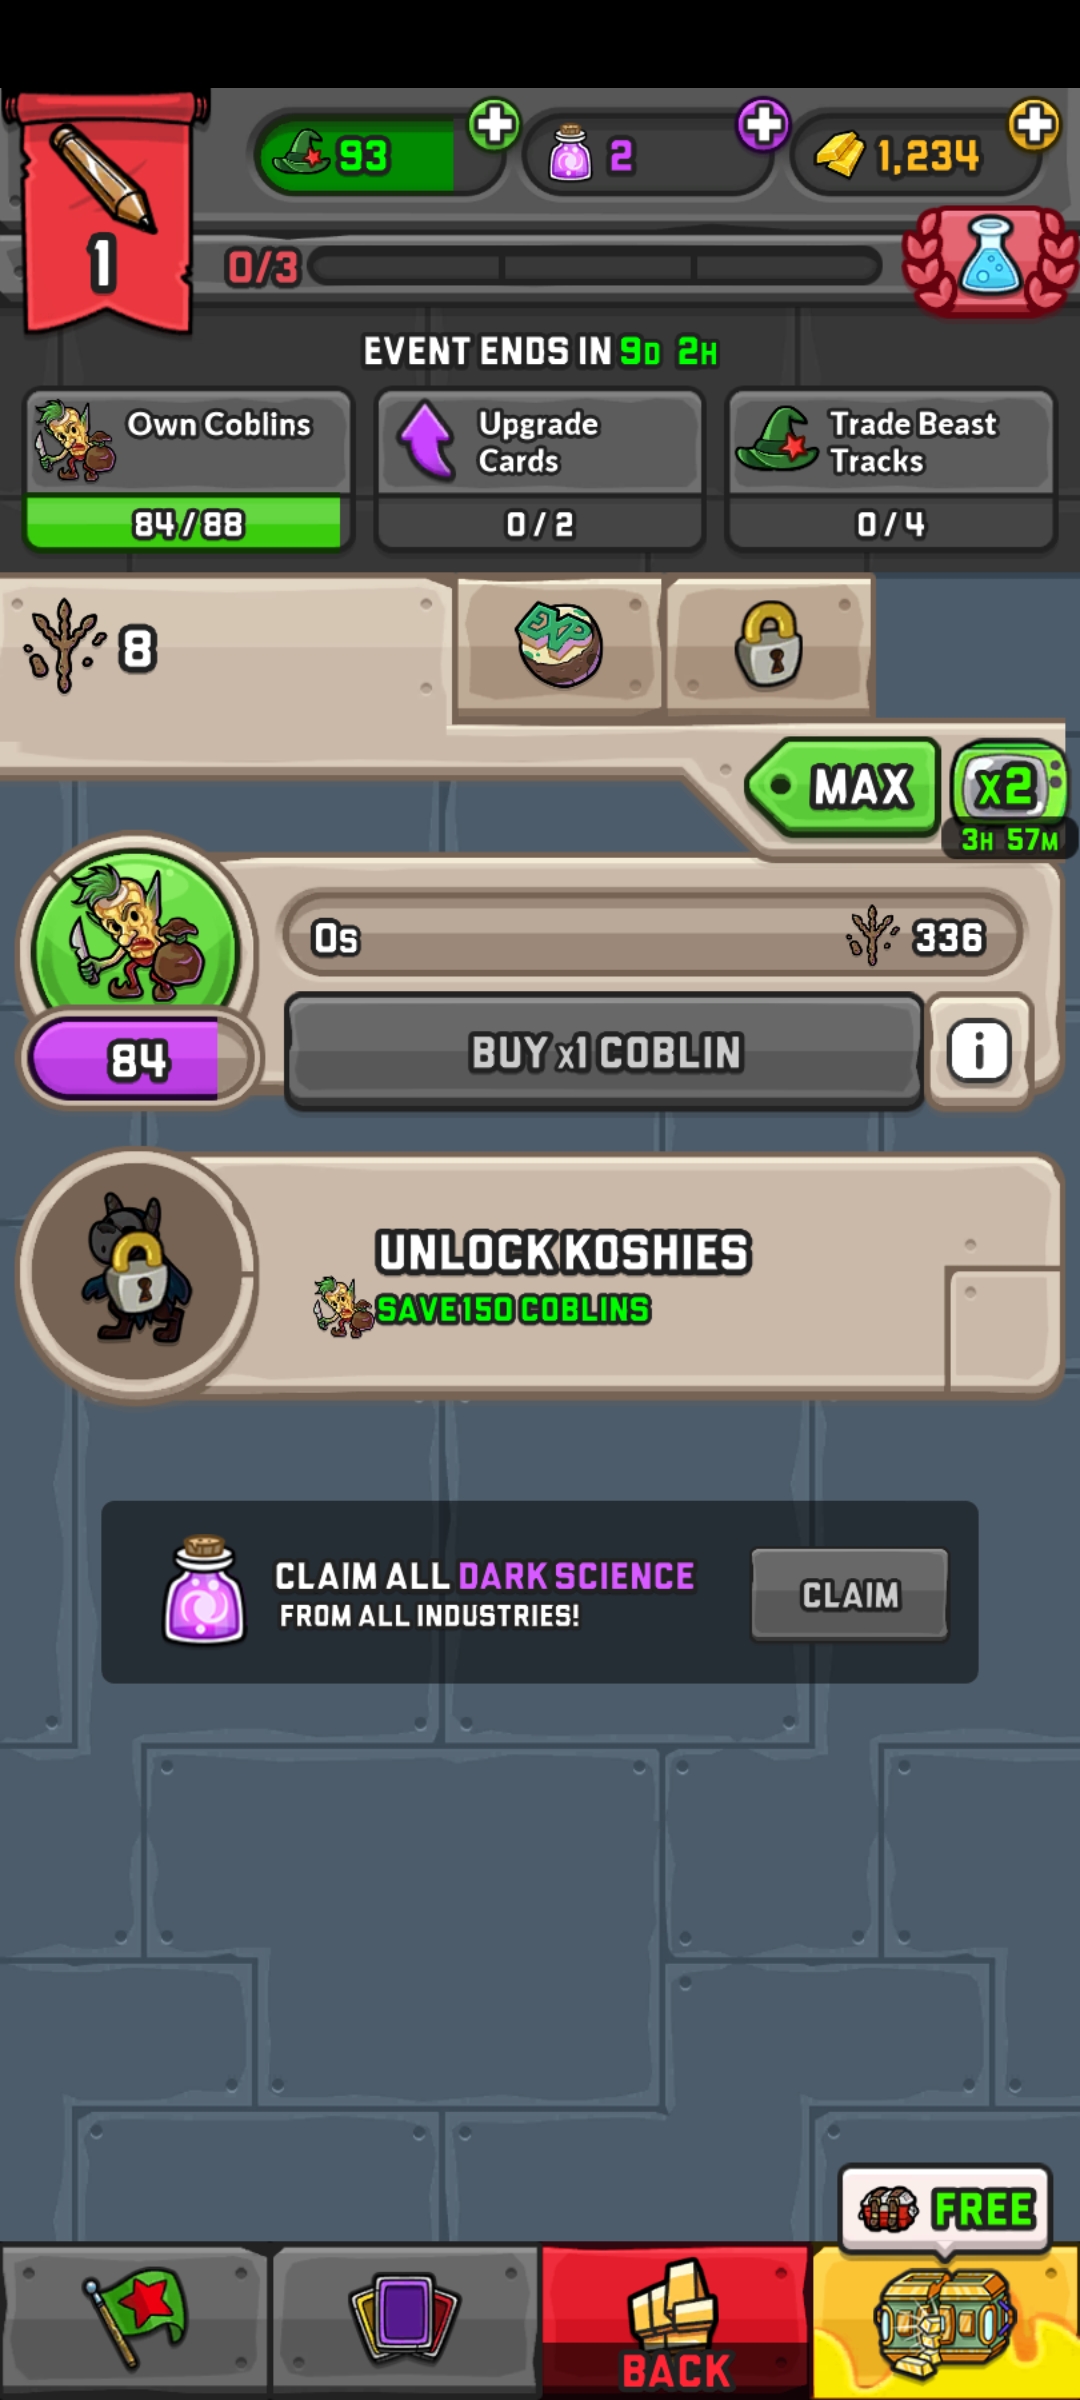 93
2
1,234
1
0/3
EVENT ENDS IN 9D 2H
Own Coblins
84/88
Upgrade
Cards
0/2
Trade Beast
Tracks
0/4
8
EXP
MAX
x2
3H 57M
0s
336
84
BUY x1 COBLIN
i
UNLOCK KOSHIES
SAVE 150 COBLINS
CLAIM ALL DARK SCIENCE
FROM ALL INDUSTRIES!
CLAIM
FREE
BACK